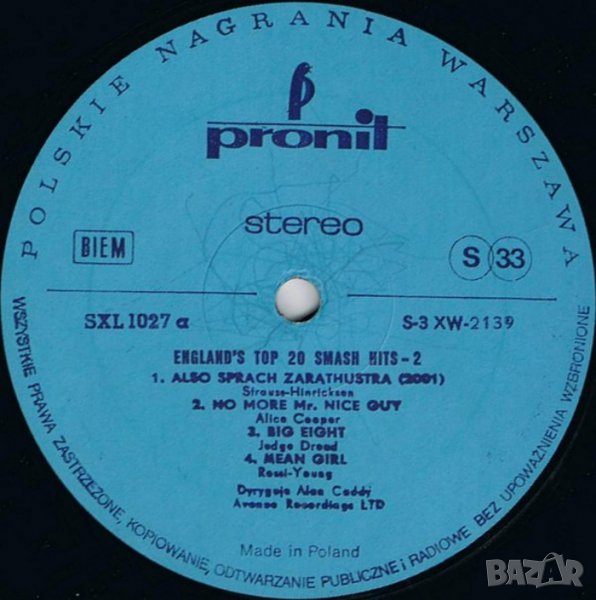 POLSKIE NAGRANIA WARSZAWA
pronit
stereo
BIEM
S 33
SXL 1027 a
S-3 XW-2139
ENGLAND'S TOP 20 SMASH HITS-2
1. ALSO SPRACH ZARATHUSTRA (2001)
Strauss-Hinricksen
2. NO MORE Mr. NICE GUY
Alice Cooper
3. BIG EIGHT
Judge Dread
4. MEAN GIRL
Rossi-Young
Dyryguje Alan Caddy
Avenue Recordings LTD
Made in Poland
WSZYSTKIE PRAWA ZASTRZEŻONE, KOPIOWANIE, ODTWARZANIE PUBLICZNE i RADIOWE BEZ UPOWAŻNIENIA WZBRONIONE
BAZAR